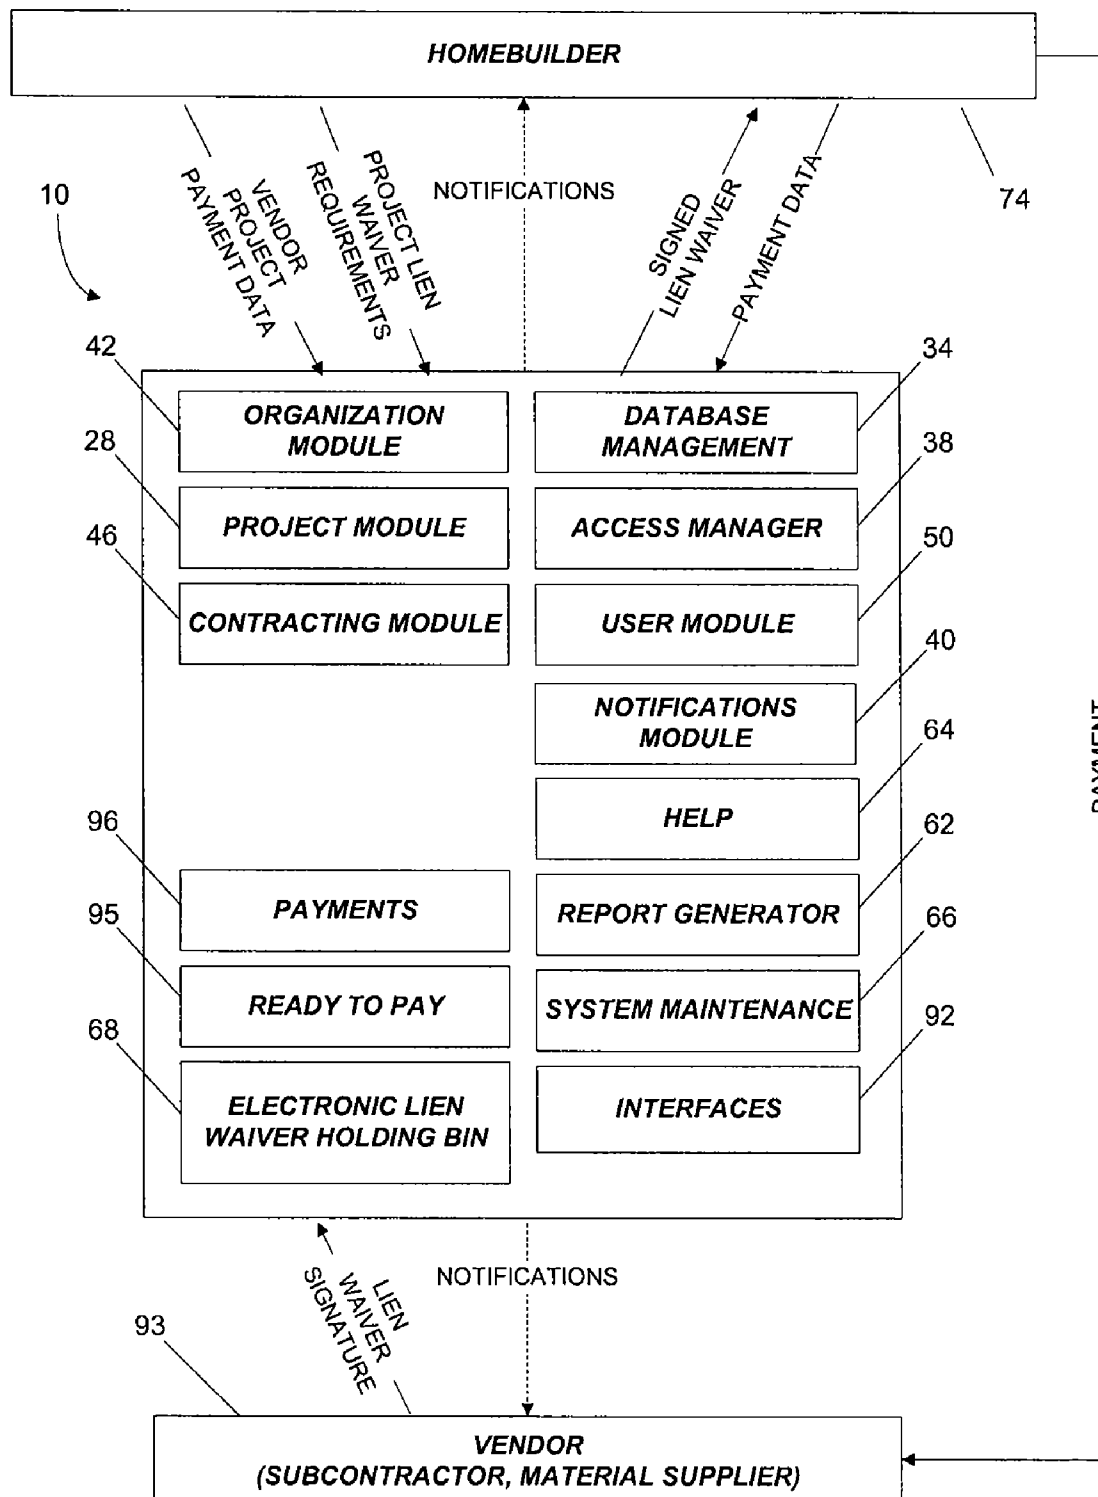 HOMEBUILDER
74
10
VENDOR
PROJECT
PAYMENT DATA
PROJECT LIEN
WAIVER
REQUIREMENTS
NOTIFICATIONS
SIGNED
LIEN WAIVER
PAYMENT DATA
42
ORGANIZATION
MODULE
DATABASE
MANAGEMENT
34
28
PROJECT MODULE
ACCESS MANAGER
38
46
CONTRACTING MODULE
USER MODULE
50
NOTIFICATIONS
MODULE
40
HELP
64
PAYMENT
96
PAYMENTS
REPORT GENERATOR
62
95
READY TO PAY
SYSTEM MAINTENANCE
66
68
ELECTRONIC LIEN
WAIVER HOLDING BIN
INTERFACES
92
LIEN
WAIVER
SIGNATURE
NOTIFICATIONS
93
VENDOR
(SUBCONTRACTOR, MATERIAL SUPPLIER)